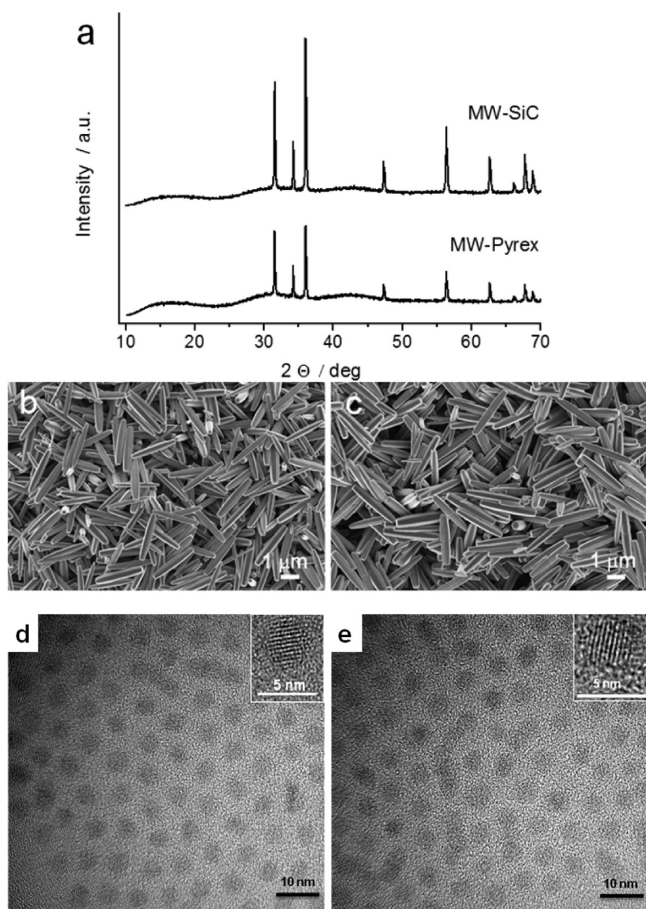 a
Intensity / a.u.
MW-SiC
MW-Pyrex
10 20 30 40 50 60 70
2 Θ / deg
b
1 μm
c
1 μm
d
5 nm
10 nm
e
5 nm
10 nm